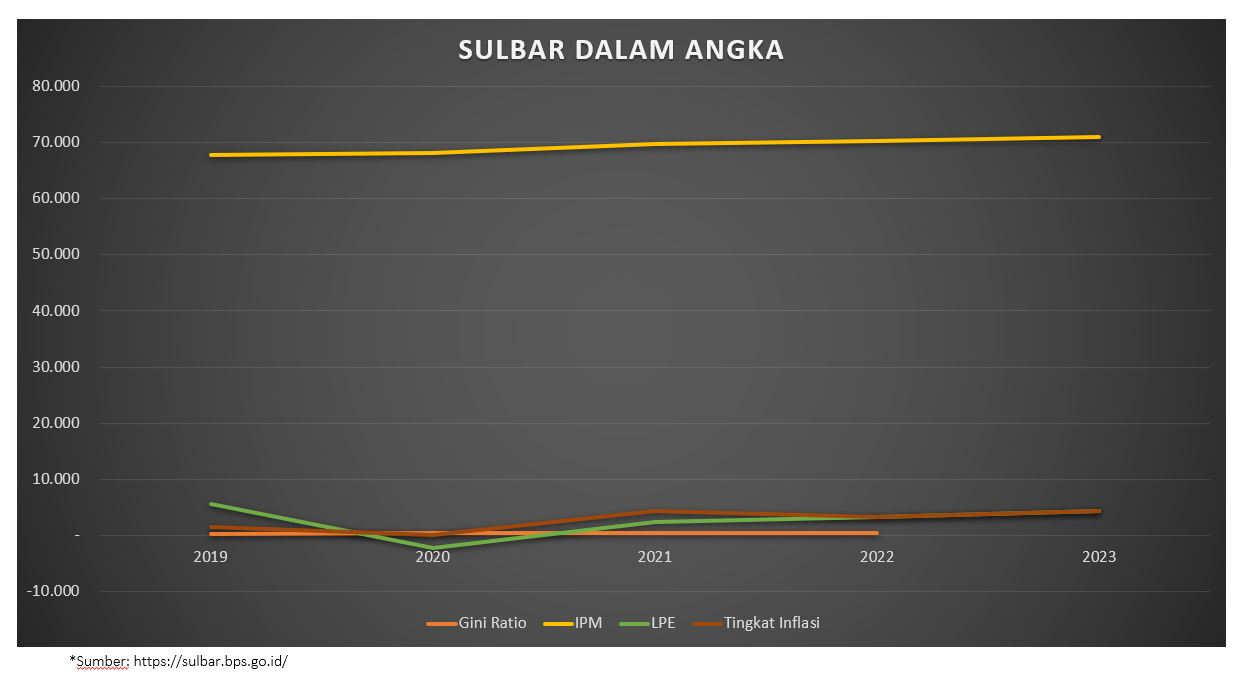 SULBAR DALAM ANGKA
80.000
70.000
60.000
50.000
40.000
30.000
20.000
10.000
-
-10.000
2019 2020 2021 2022 2023
Gini Ratio IPM LPE Tingkat Inflasi
*Sumber: https://sulbar.bps.go.id/